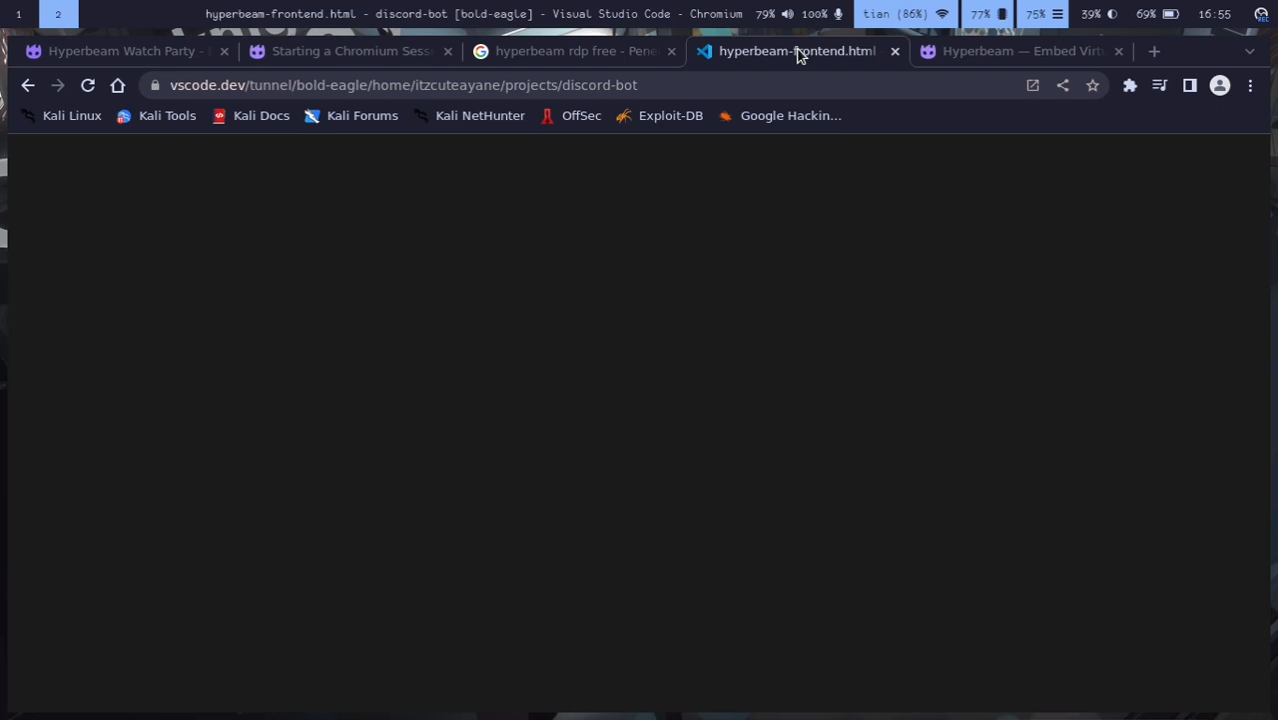 1 2 hyperbeam-frontend.html - discord-bot [bold-eagle] - Visual Studio Code - Chromium 79% 100% tian (86%) 77% 75% 39% 69% 16:55 REC
Hyperbeam Watch Party - Starting a Chromium Sess hyperbeam rdp free - Pene hyperbeam-frontend.html Hyperbeam — Embed Virt
vscode.dev/tunnel/bold-eagle/home/itzcuteayane/projects/discord-bot
Kali Linux Kali Tools Kali Docs Kali Forums Kali NetHunter OffSec Exploit-DB Google Hackin...